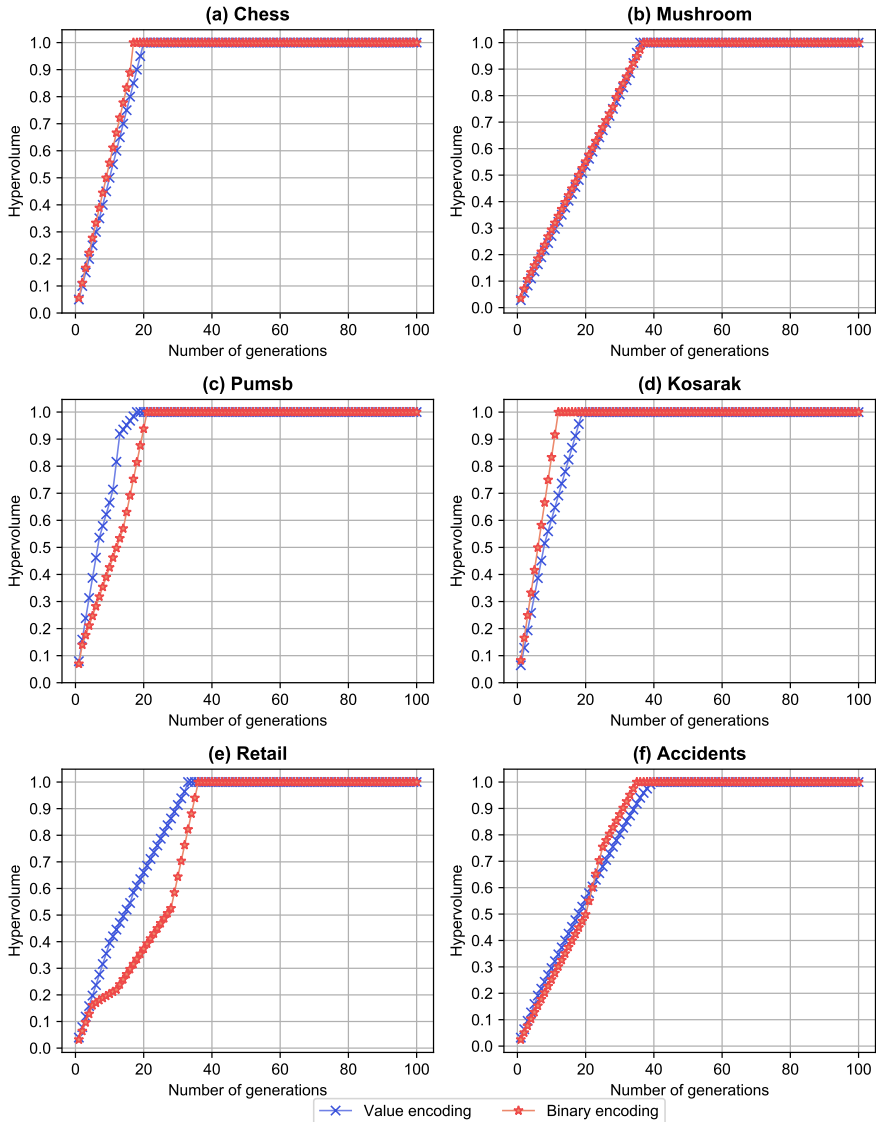 (a) Chess
1.0
0.9
0.8
0.7
0.6
0.5
0.4
0.3
0.2
0.1
0.0
Hypervolume
0 20 40 60 80 100
Number of generations
(b) Mushroom
1.0
0.9
0.8
0.7
0.6
0.5
0.4
0.3
0.2
0.1
0.0
Hypervolume
0 20 40 60 80 100
Number of generations
(c) Pumsb
1.0
0.9
0.8
0.7
0.6
0.5
0.4
0.3
0.2
0.1
0.0
Hypervolume
0 20 40 60 80 100
Number of generations
(d) Kosarak
1.0
0.9
0.8
0.7
0.6
0.5
0.4
0.3
0.2
0.1
0.0
Hypervolume
0 20 40 60 80 100
Number of generations
(e) Retail
1.0
0.9
0.8
0.7
0.6
0.5
0.4
0.3
0.2
0.1
0.0
Hypervolume
0 20 40 60 80 100
Number of generations
(f) Accidents
1.0
0.9
0.8
0.7
0.6
0.5
0.4
0.3
0.2
0.1
0.0
Hypervolume
0 20 40 60 80 100
Number of generations
Value encoding Binary encoding